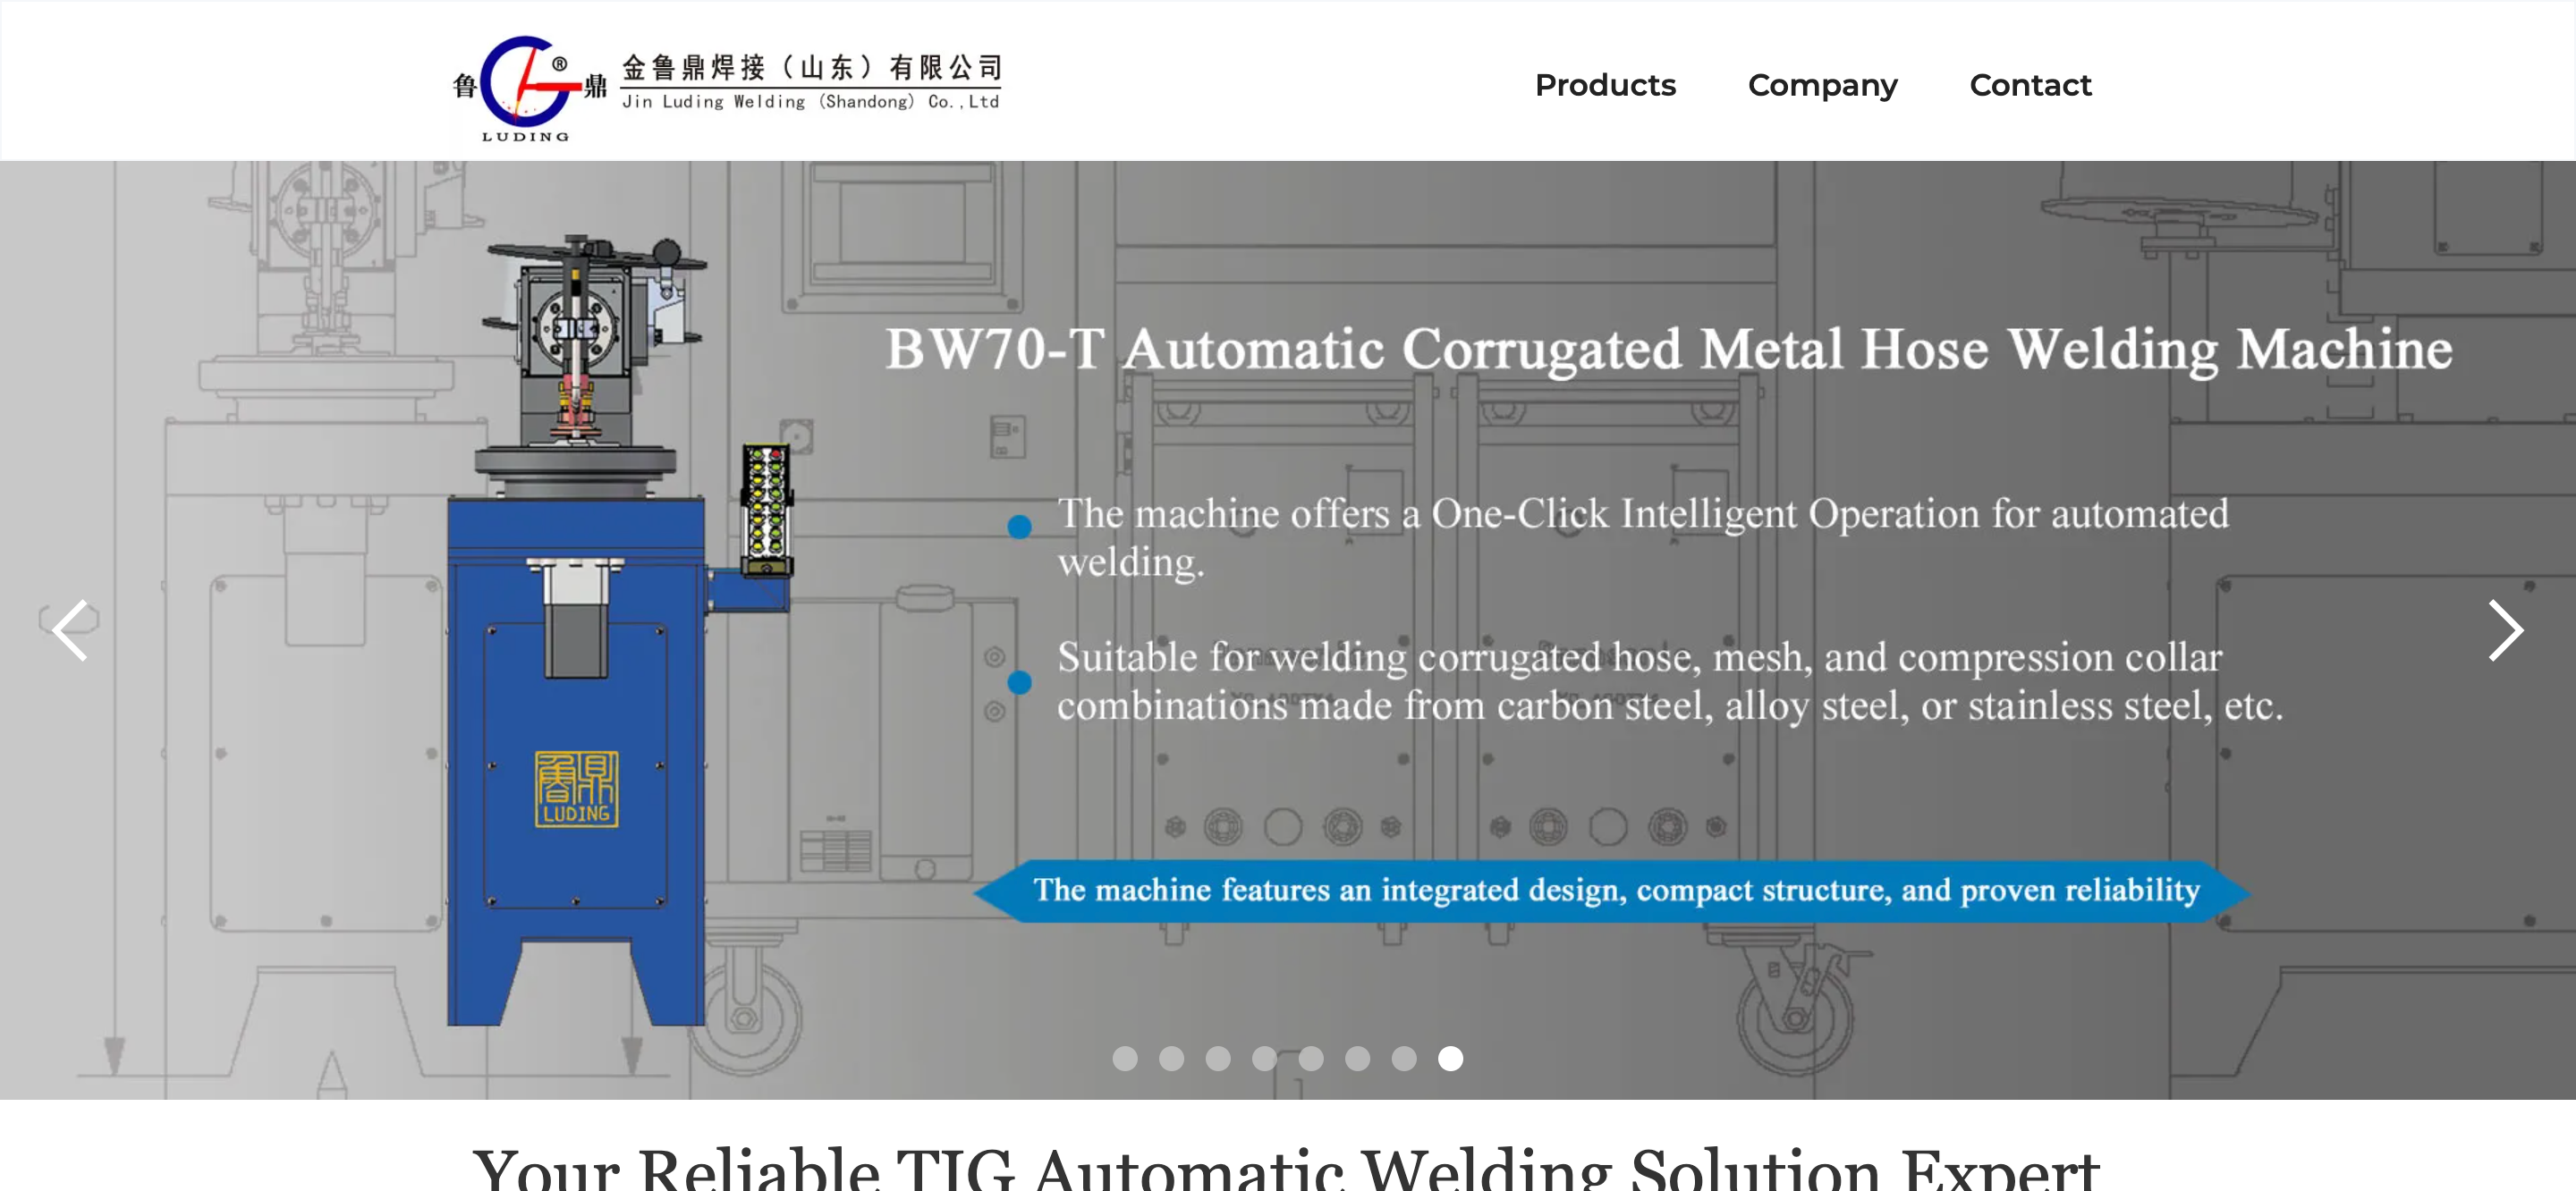 鲁
®
鼎
LUDING
金鲁鼎焊接（山东）有限公司
Jin Luding Welding (Shandong) Co.,Ltd
Products
Company
Contact
BW70-T Automatic Corrugated Metal Hose Welding Machine
The machine offers a One-Click Intelligent Operation for automated
welding.
Suitable for welding corrugated hose, mesh, and compression collar
combinations made from carbon steel, alloy steel, or stainless steel, etc.
鲁鼎
LUDING
The machine features an integrated design, compact structure, and proven reliability
Your Reliable TIG Automatic Welding Solution Expert